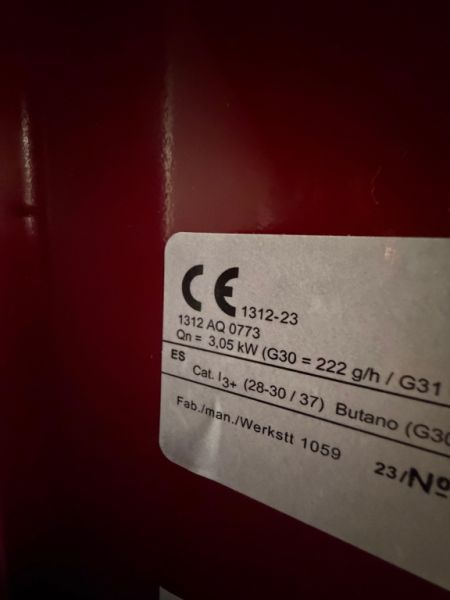 CE 1312-23
1312 AQ 0773
Qn = 3,05 kW (G30 = 222 g/h / G31
ES Cat. I3+ (28-30 / 37) Butano (G30
Fab./man./Werkstt 1059
23/Nº